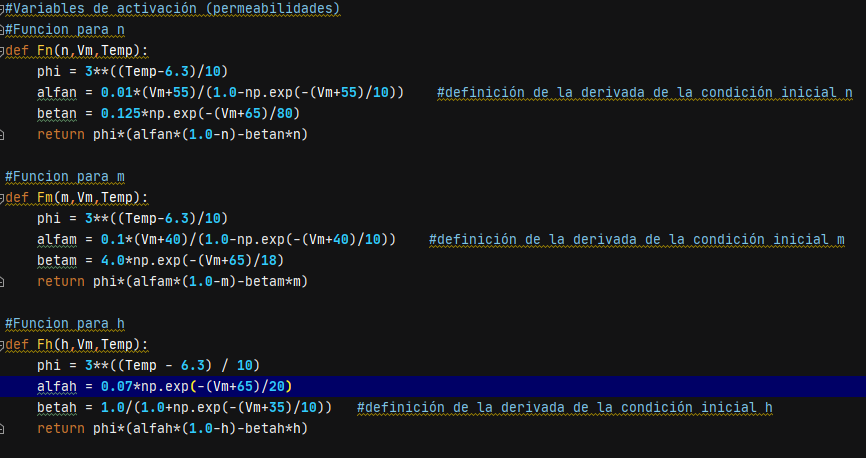 #Variables de activación (permeabilidades)
#Funcion para n
def Fn(n,Vm,Temp):
    phi = 3**((Temp-6.3)/10)
    alfan = 0.01*(Vm+55)/(1.0-np.exp(-(Vm+55)/10))    #definición de la derivada de la condición inicial n
    betan = 0.125*np.exp(-(Vm+65)/80)
    return phi*(alfan*(1.0-n)-betan*n)

#Funcion para m
def Fm(m,Vm,Temp):
    phi = 3**((Temp-6.3)/10)
    alfam = 0.1*(Vm+40)/(1.0-np.exp(-(Vm+40)/10))    #definición de la derivada de la condición inicial m
    betam = 4.0*np.exp(-(Vm+65)/18)
    return phi*(alfam*(1.0-m)-betam*m)

#Funcion para h
def Fh(h,Vm,Temp):
    phi = 3**((Temp - 6.3) / 10)
    alfah = 0.07*np.exp(-(Vm+65)/20)
    betah = 1.0/(1.0+np.exp(-(Vm+35)/10))   #definición de la derivada de la condición inicial h
    return phi*(alfah*(1.0-h)-betah*h)